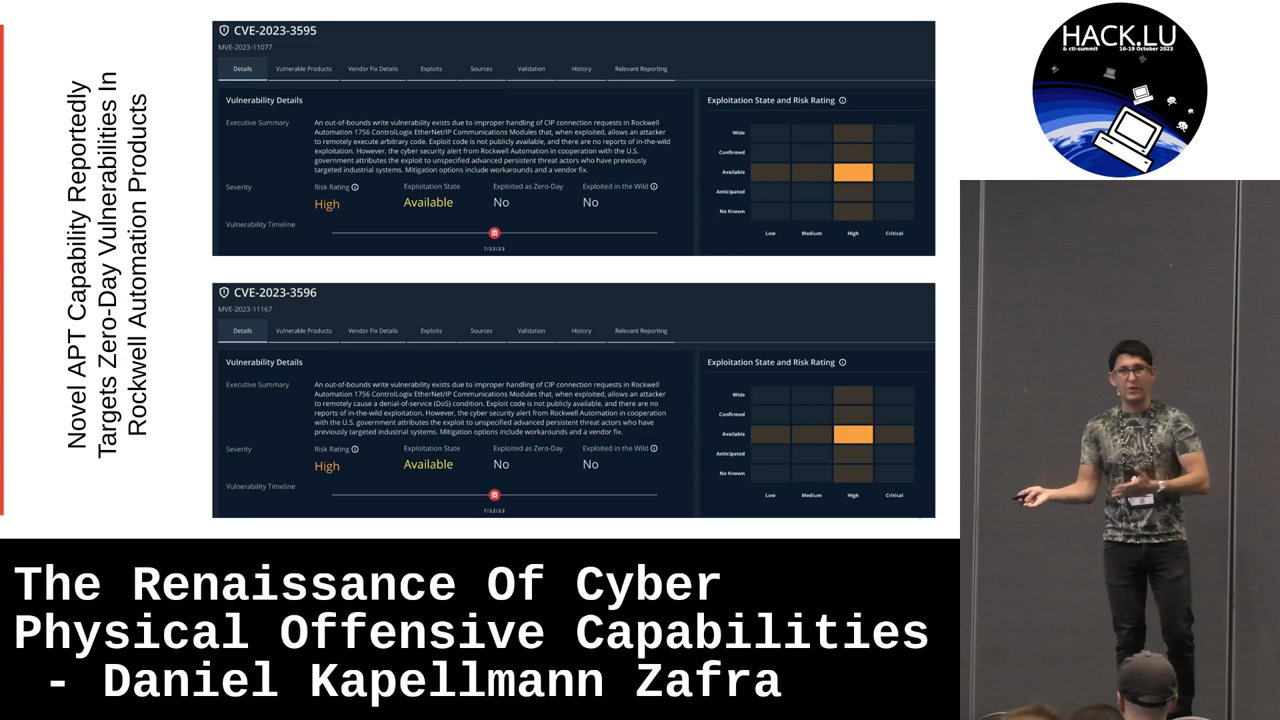 Novel APT Capability Reportedly
Targets Zero-Day Vulnerabilities In
Rockwell Automation Products
CVE-2023-3595
MVE-2023-11077
Details Vulnerable Products Vendor Fix Details Exploits Sources Validation History Relevant Reporting
Vulnerability Details
Executive Summary
An out-of-bounds write vulnerability exists due to improper handling of CIP connection requests in Rockwell
Automation 1756 ControlLogix EtherNet/IP Communications Modules that, when exploited, allows an attacker
to remotely execute arbitrary code. Exploit code is not publicly available, and there are no reports of in-the-wild
exploitation. However, the cyber security alert from Rockwell Automation in cooperation with the U.S.
government attributes the exploit to unspecified advanced persistent threat actors who have previously
targeted industrial systems. Mitigation options include workarounds and a vendor fix.
Severity
Risk Rating Exploitation State Exploited as Zero-Day Exploited in the Wild
High Available No No
Vulnerability Timeline
7/12/23
Exploitation State and Risk Rating
Wide
Confirmed
Available
Anticipated
No Known
Low Medium High Critical
CVE-2023-3596
MVE-2023-11167
Details Vulnerable Products Vendor Fix Details Exploits Sources Validation History Relevant Reporting
Vulnerability Details
Executive Summary
An out-of-bounds write vulnerability exists due to improper handling of CIP connection requests in Rockwell
Automation 1756 ControlLogix EtherNet/IP Communications Modules that, when exploited, allows an attacker
to remotely cause a denial-of-service (DoS) condition. Exploit code is not publicly available, and there are no
reports of in-the-wild exploitation. However, the cyber security alert from Rockwell Automation in cooperation
with the U.S. government attributes the exploit to unspecified advanced persistent threat actors who have
previously targeted industrial systems. Mitigation options include workarounds and a vendor fix.
Severity
Risk Rating Exploitation State Exploited as Zero-Day Exploited in the Wild
High Available No No
Vulnerability Timeline
7/12/23
Exploitation State and Risk Rating
Wide
Confirmed
Available
Anticipated
No Known
Low Medium High Critical
HACK.LU
& cti-summit 16-19 October 2023
The Renaissance Of Cyber
Physical Offensive Capabilities
- Daniel Kapellmann Zafra